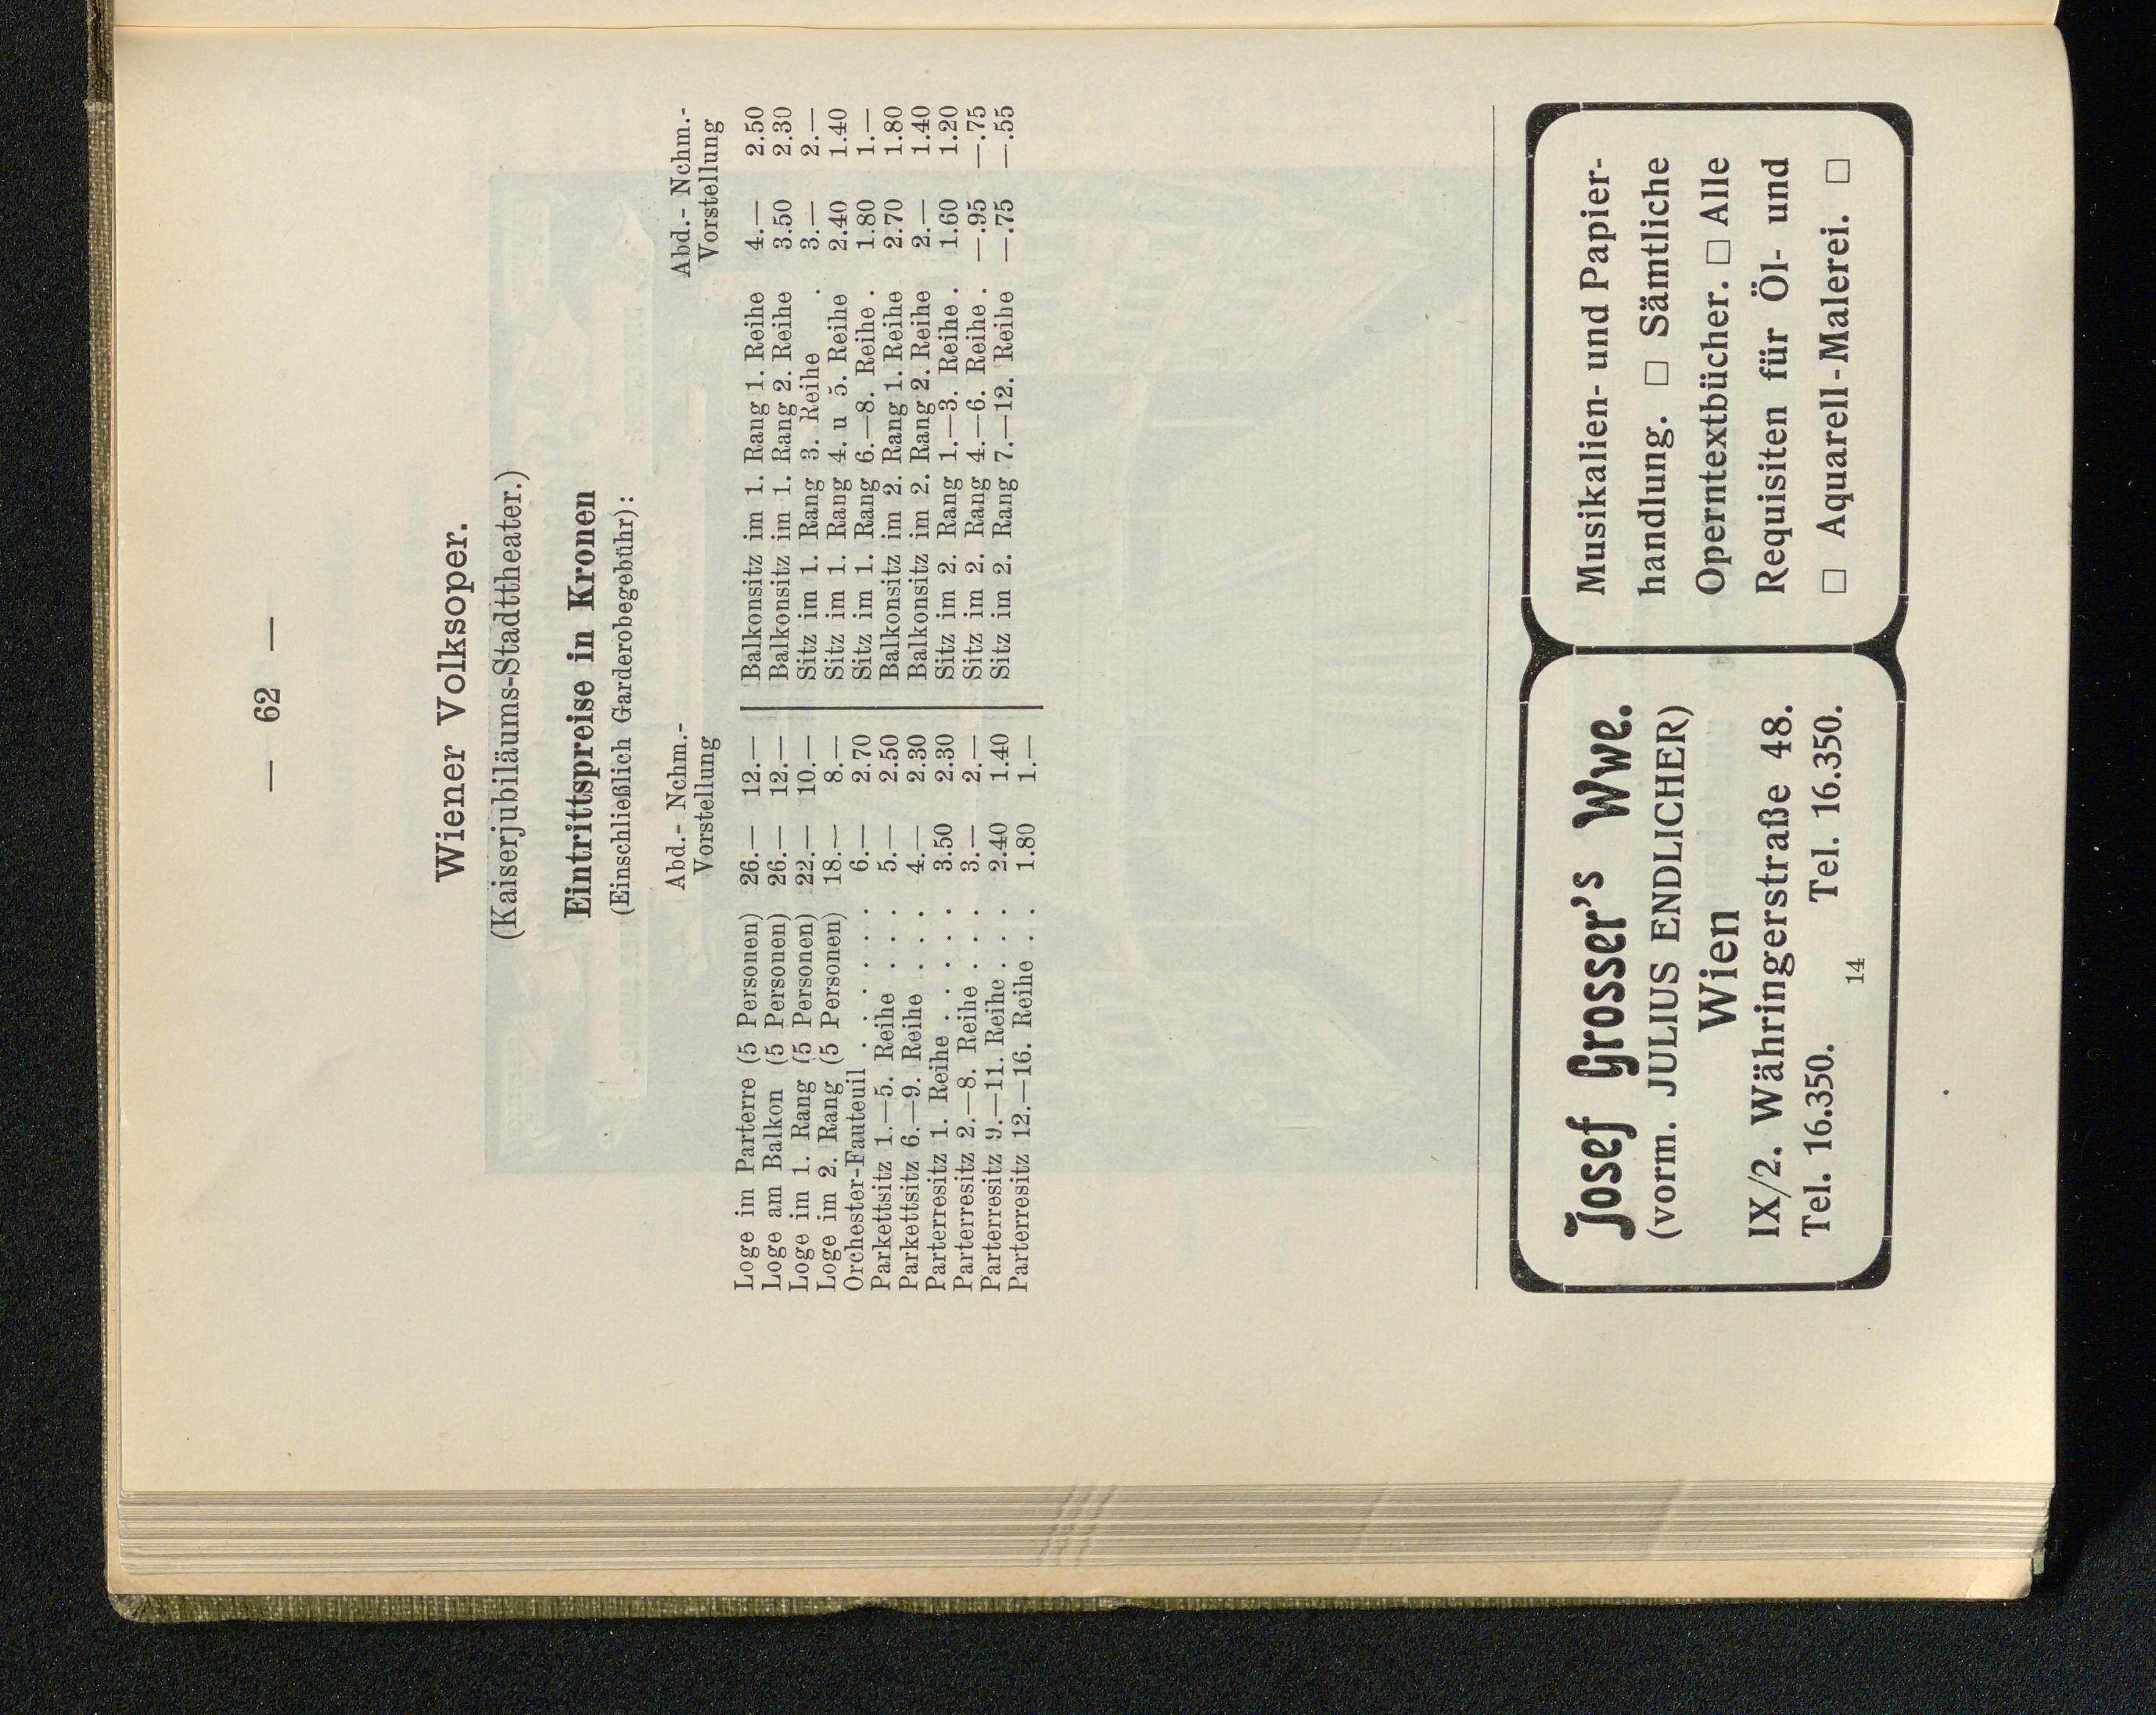 — 62 —
Wiener Volksoper.
(Kaiserjubiläums-Stadttheater.)
Eintrittspreise in Kronen
(Einschließlich Garderobegebühr):
Abd.- Nchm.-
Vorstellung
Loge im Parterre (5 Personen) 26.— 12.—
Loge am Balkon (5 Personen) 26.— 12.—
Loge im 1. Rang (5 Personen) 22.— 10.—
Loge im 2. Rang (5 Personen) 18.— 8.—
Orchester-Fauteuil . . . . . . 6.— 2.70
Parkettsitz 1.—5. Reihe . . . 5.— 2.50
Parkettsitz 6.—9. Reihe . . . 4.— 2.30
Parterresitz 1. Reihe . . . . . 3.50 2.30
Parterresitz 2.—8. Reihe . . . 3.— 2.—
Parterresitz 9.—11. Reihe . . . 2.40 1.40
Parterresitz 12.—16. Reihe . . 1.80 1.—
Abd.- Nchm.-
Vorstellung
Balkonsitz im 1. Rang 1. Reihe 4.— 2.50
Balkonsitz im 1. Rang 2. Reihe 3.50 2.30
Sitz im 1. Rang 3. Reihe . 3.— 2.—
Sitz im 1. Rang 4. u 5. Reihe 2.40 1.40
Sitz im 1. Rang 6.—8. Reihe . 1.80 1.—
Balkonsitz im 2. Rang 1. Reihe 2.70 1.80
Balkonsitz im 2. Rang 2. Reihe 2.— 1.40
Sitz im 2. Rang 1.—3. Reihe . 1.60 1.20
Sitz im 2. Rang 4.—6. Reihe . —.95 —.75
Sitz im 2. Rang 7.—12. Reihe —.75 —.55
Josef Grosser's Wwe.
(vorm. JULIUS ENDLICHER)
Wien
IX/2. Währingerstraße 48.
Tel. 16.350. Tel. 16.350.
14
Musikalien- und Papier-
handlung. □ Sämtliche
Operntextbücher. □ Alle
Requisiten für Öl- und
□ Aquarell-Malerei. □